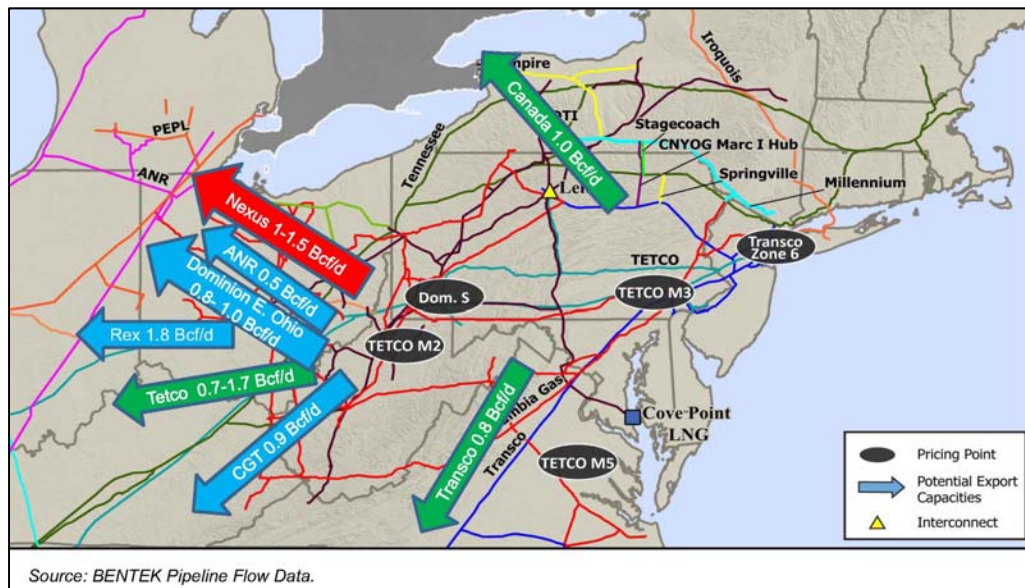 Empire
Iroquois
Canada 1.0 Bcf/d
DTI
PEPL
Tennessee
Stagecoach
CNYOG Marc I Hub
ANR
Springville
Millennium
Nexus 1-1.5 Bcf/d
ANR 0.5 Bcf/d
Dominion E. Ohio
0.8- 1.0 Bcf/d
Transco
Zone 6
TETCO
Dom. S
TETCO M3
Rex 1.8 Bcf/d
TETCO M2
Tetco 0.7-1.7 Bcf/d
CGT 0.9 Bcf/d
Transco 0.8 Bcf/d
umbia Gas
Transco
Cove Point
LNG
TETCO M5
Pricing Point
Potential Export
Capacities
Interconnect
Source: BENTEK Pipeline Flow Data.